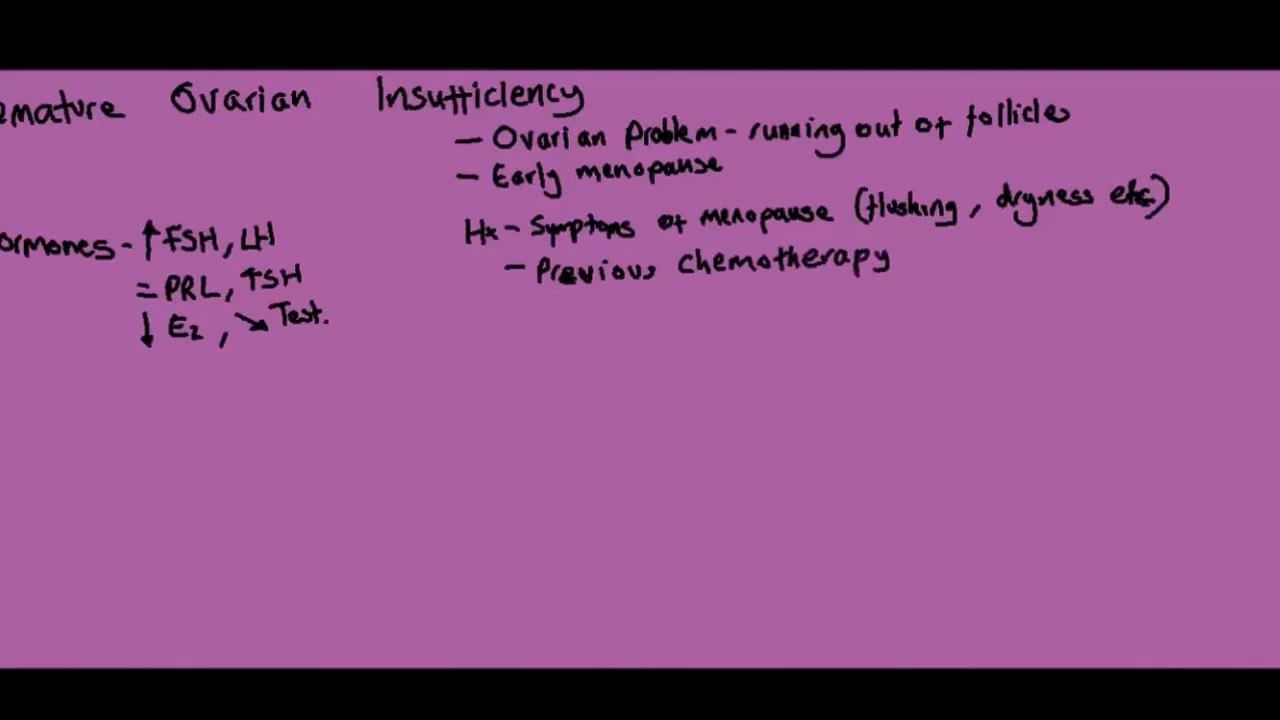 emature Ovarian Insufficiency
- Ovarian Problem - running out of follicles
- Early menopause
Hx - Symptoms of menopause (flushing, dryness etc)
- Previous chemotherapy
ormones - ↑ FSH, LH
= PRL, TSH
↓ E2, ↘ Test.